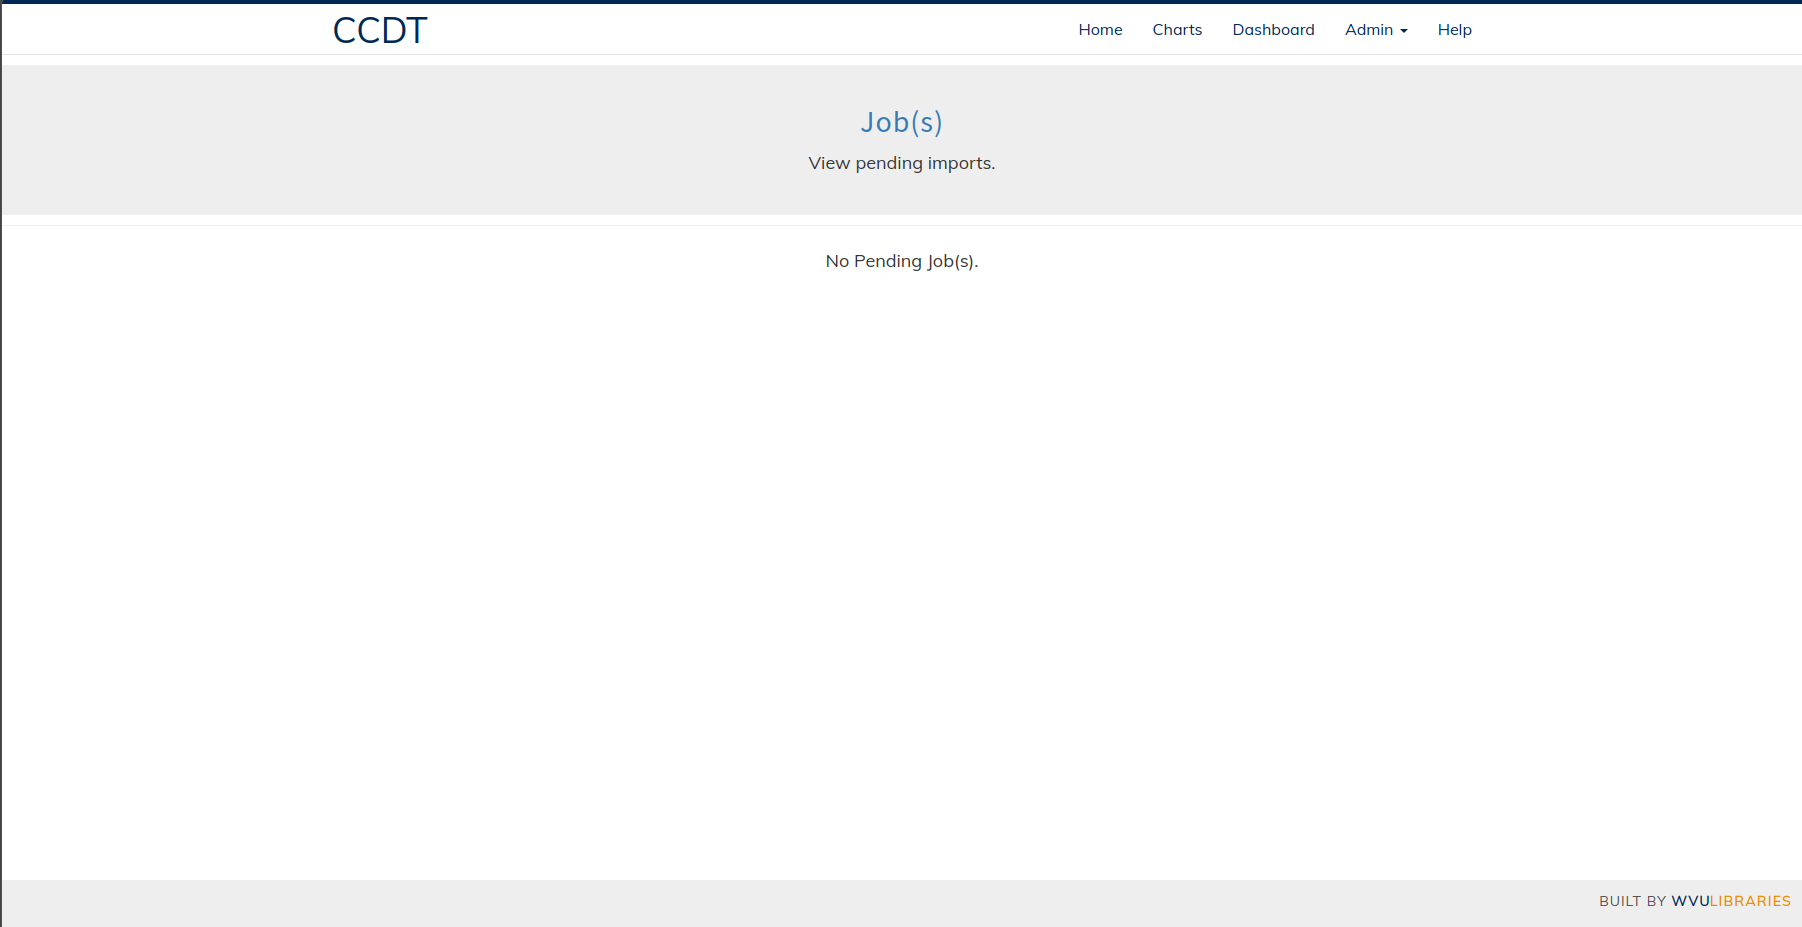 CCDT
Home Charts Dashboard Admin Help
Job(s)
View pending imports.
No Pending Job(s).
BUILT BY WVULIBRARIES